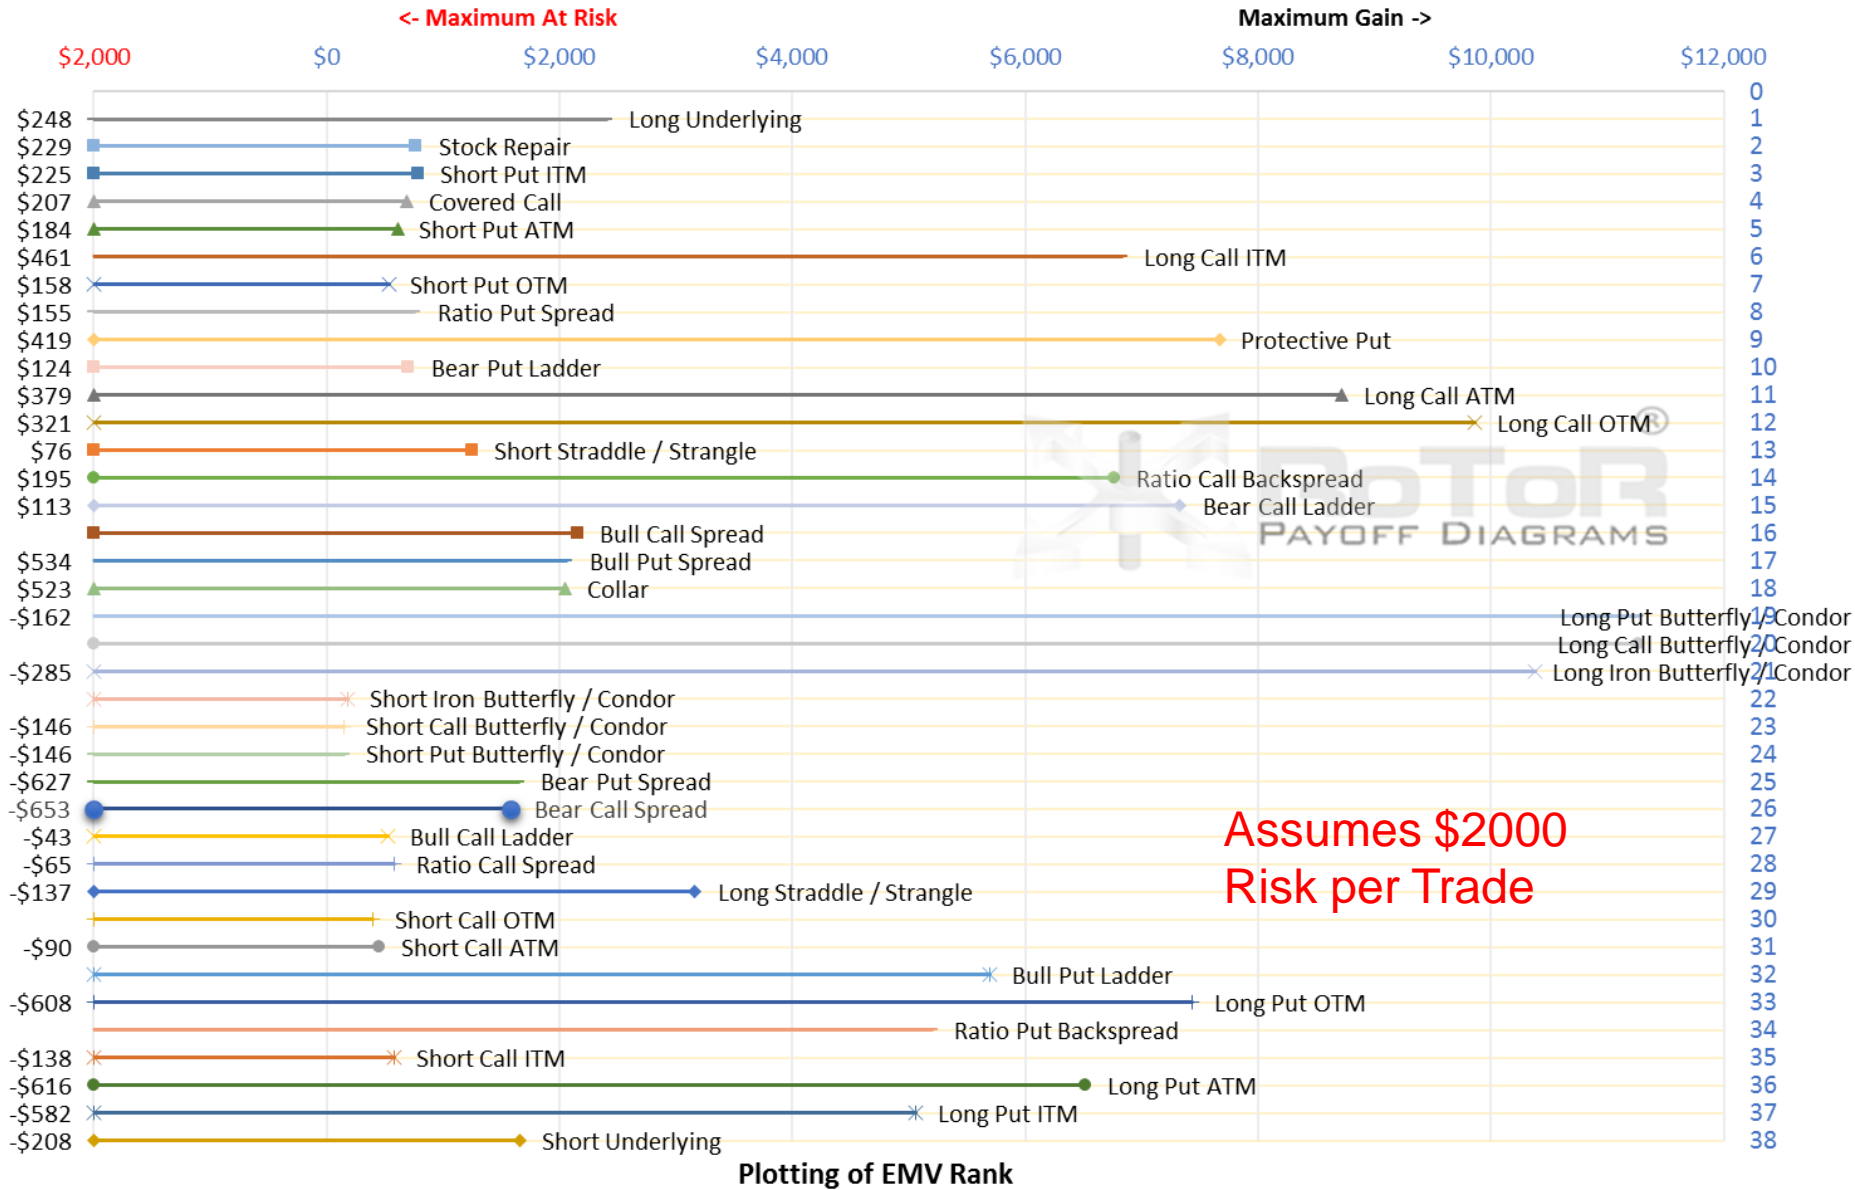 <- Maximum At Risk Maximum Gain ->
$2,000 $0 $2,000 $4,000 $6,000 $8,000 $10,000 $12,000
0
$248 Long Underlying 1
$229 Stock Repair 2
$225 Short Put ITM 3
$207 Covered Call 4
$184 Short Put ATM 5
$461 Long Call ITM 6
$158 Short Put OTM 7
$155 Ratio Put Spread 8
$419 Protective Put 9
$124 Bear Put Ladder 10
$379 Long Call ATM 11
$321 Long Call OTM 12
$76 Short Straddle / Strangle 13
$195 Ratio Call Backspread 14
$113 Bear Call Ladder 15
Bull Call Spread 16
$534 Bull Put Spread 17
$523 Collar 18
-$162 Long Put Butterfly / Condor 19
Long Call Butterfly / Condor 20
-$285 Long Iron Butterfly / Condor 21
Short Iron Butterfly / Condor 22
-$146 Short Call Butterfly / Condor 23
-$146 Short Put Butterfly / Condor 24
-$627 Bear Put Spread 25
-$653 Bear Call Spread 26
-$43 Bull Call Ladder 27
-$65 Ratio Call Spread 28
-$137 Long Straddle / Strangle 29
Short Call OTM 30
-$90 Short Call ATM 31
Bull Put Ladder 32
-$608 Long Put OTM 33
Ratio Put Backspread 34
-$138 Short Call ITM 35
-$616 Long Put ATM 36
-$582 Long Put ITM 37
-$208 Short Underlying 38
RoToR®
PAYOFF DIAGRAMS
Assumes $2000
Risk per Trade
Plotting of EMV Rank